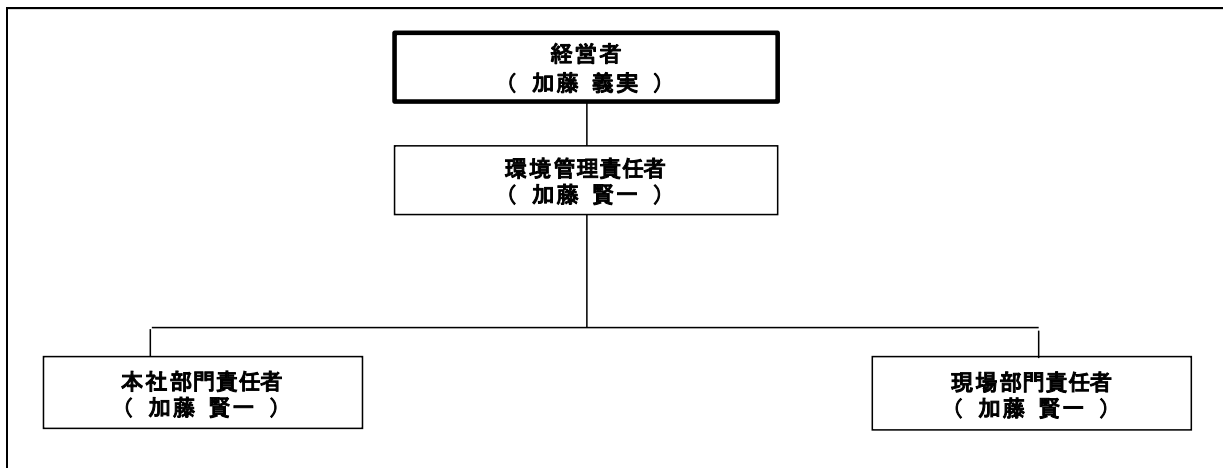 経営者
( 加藤 義実 )
環境管理責任者
( 加藤 賢一 )
本社部門責任者
( 加藤 賢一 )
現場部門責任者
( 加藤 賢一 )